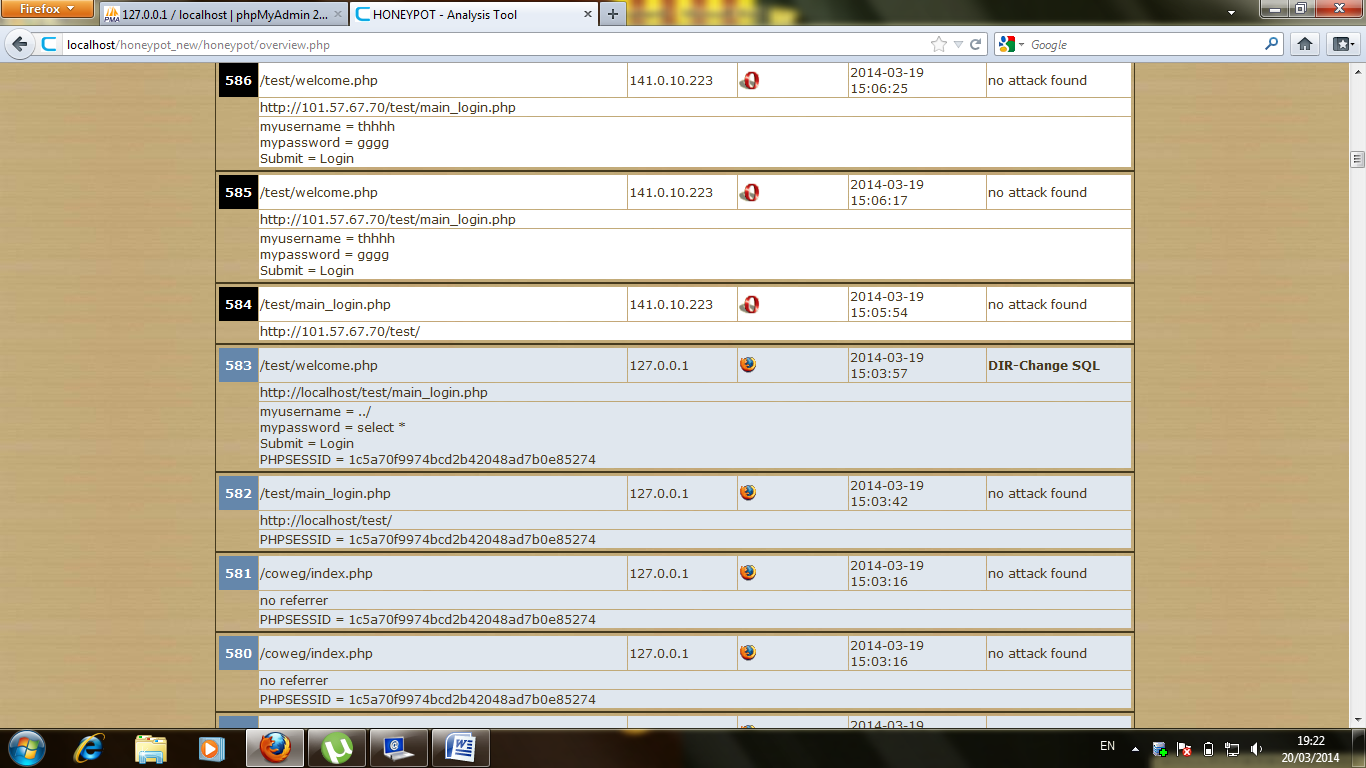 Firefox
127.0.0.1 / localhost | phpMyAdmin 2...
HONEYPOT - Analysis Tool
localhost/honeypot_new/honeypot/overview.php
Google
586 /test/welcome.php 141.0.10.223 2014-03-19 15:06:25 no attack found
http://101.57.67.70/test/main_login.php
myusername = thhhh
mypassword = gggg
Submit = Login
585 /test/welcome.php 141.0.10.223 2014-03-19 15:06:17 no attack found
http://101.57.67.70/test/main_login.php
myusername = thhhh
mypassword = gggg
Submit = Login
584 /test/main_login.php 141.0.10.223 2014-03-19 15:05:54 no attack found
http://101.57.67.70/test/
583 /test/welcome.php 127.0.0.1 2014-03-19 15:03:57 DIR-Change SQL
http://localhost/test/main_login.php
myusername = ../
mypassword = select *
Submit = Login
PHPSESSID = 1c5a70f9974bcd2b42048ad7b0e85274
582 /test/main_login.php 127.0.0.1 2014-03-19 15:03:42 no attack found
http://localhost/test/
PHPSESSID = 1c5a70f9974bcd2b42048ad7b0e85274
581 /coweg/index.php 127.0.0.1 2014-03-19 15:03:16 no attack found
no referrer
PHPSESSID = 1c5a70f9974bcd2b42048ad7b0e85274
580 /coweg/index.php 127.0.0.1 2014-03-19 15:03:16 no attack found
no referrer
PHPSESSID = 1c5a70f9974bcd2b42048ad7b0e85274
2014-03-19
EN
19:22
20/03/2014